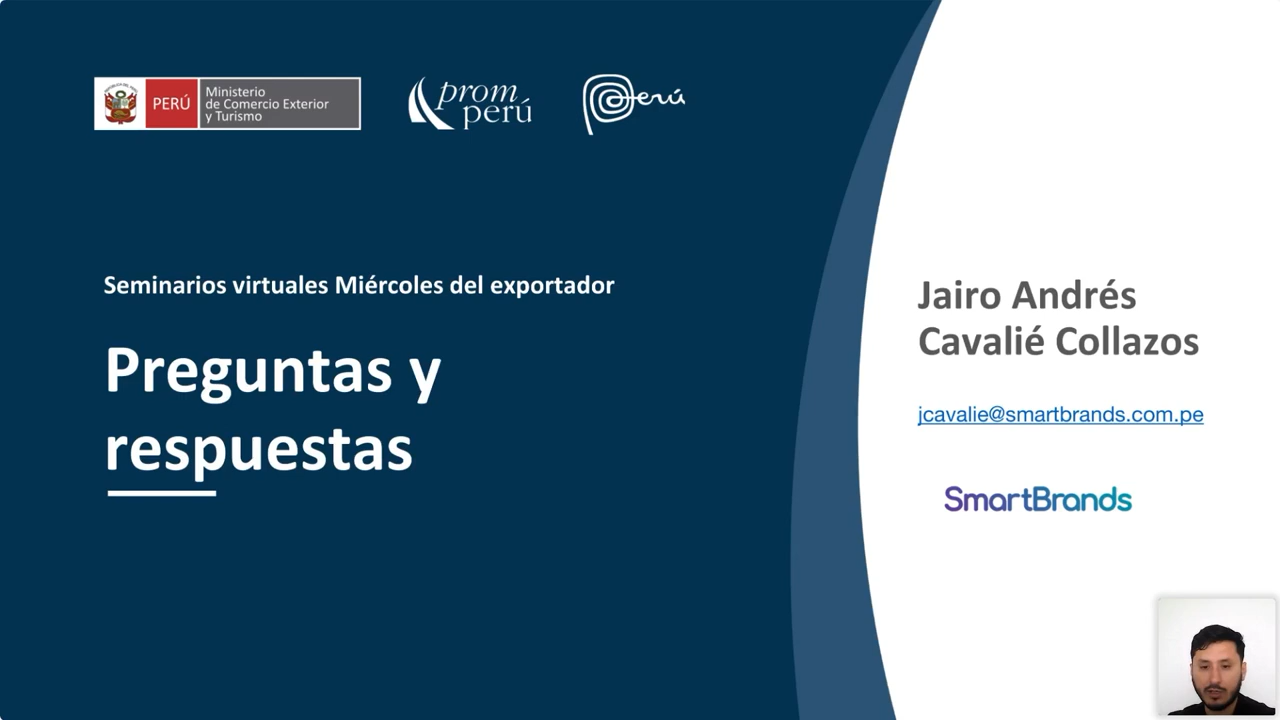 PERÚ
Ministerio
de Comercio Exterior
y Turismo
prom
perú
Perú
Seminarios virtuales Miércoles del exportador
Preguntas y
respuestas
Jairo Andrés
Cavalié Collazos
jcavalie@smartbrands.com.pe
SmartBrands